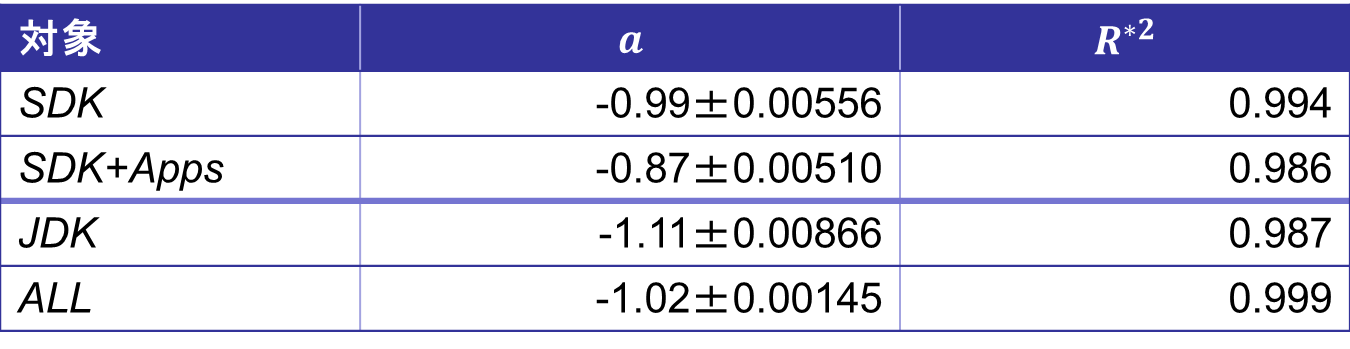 対象 a R*2
SDK -0.99±0.00556 0.994
SDK+Apps -0.87±0.00510 0.986
JDK -1.11±0.00866 0.987
ALL -1.02±0.00145 0.999